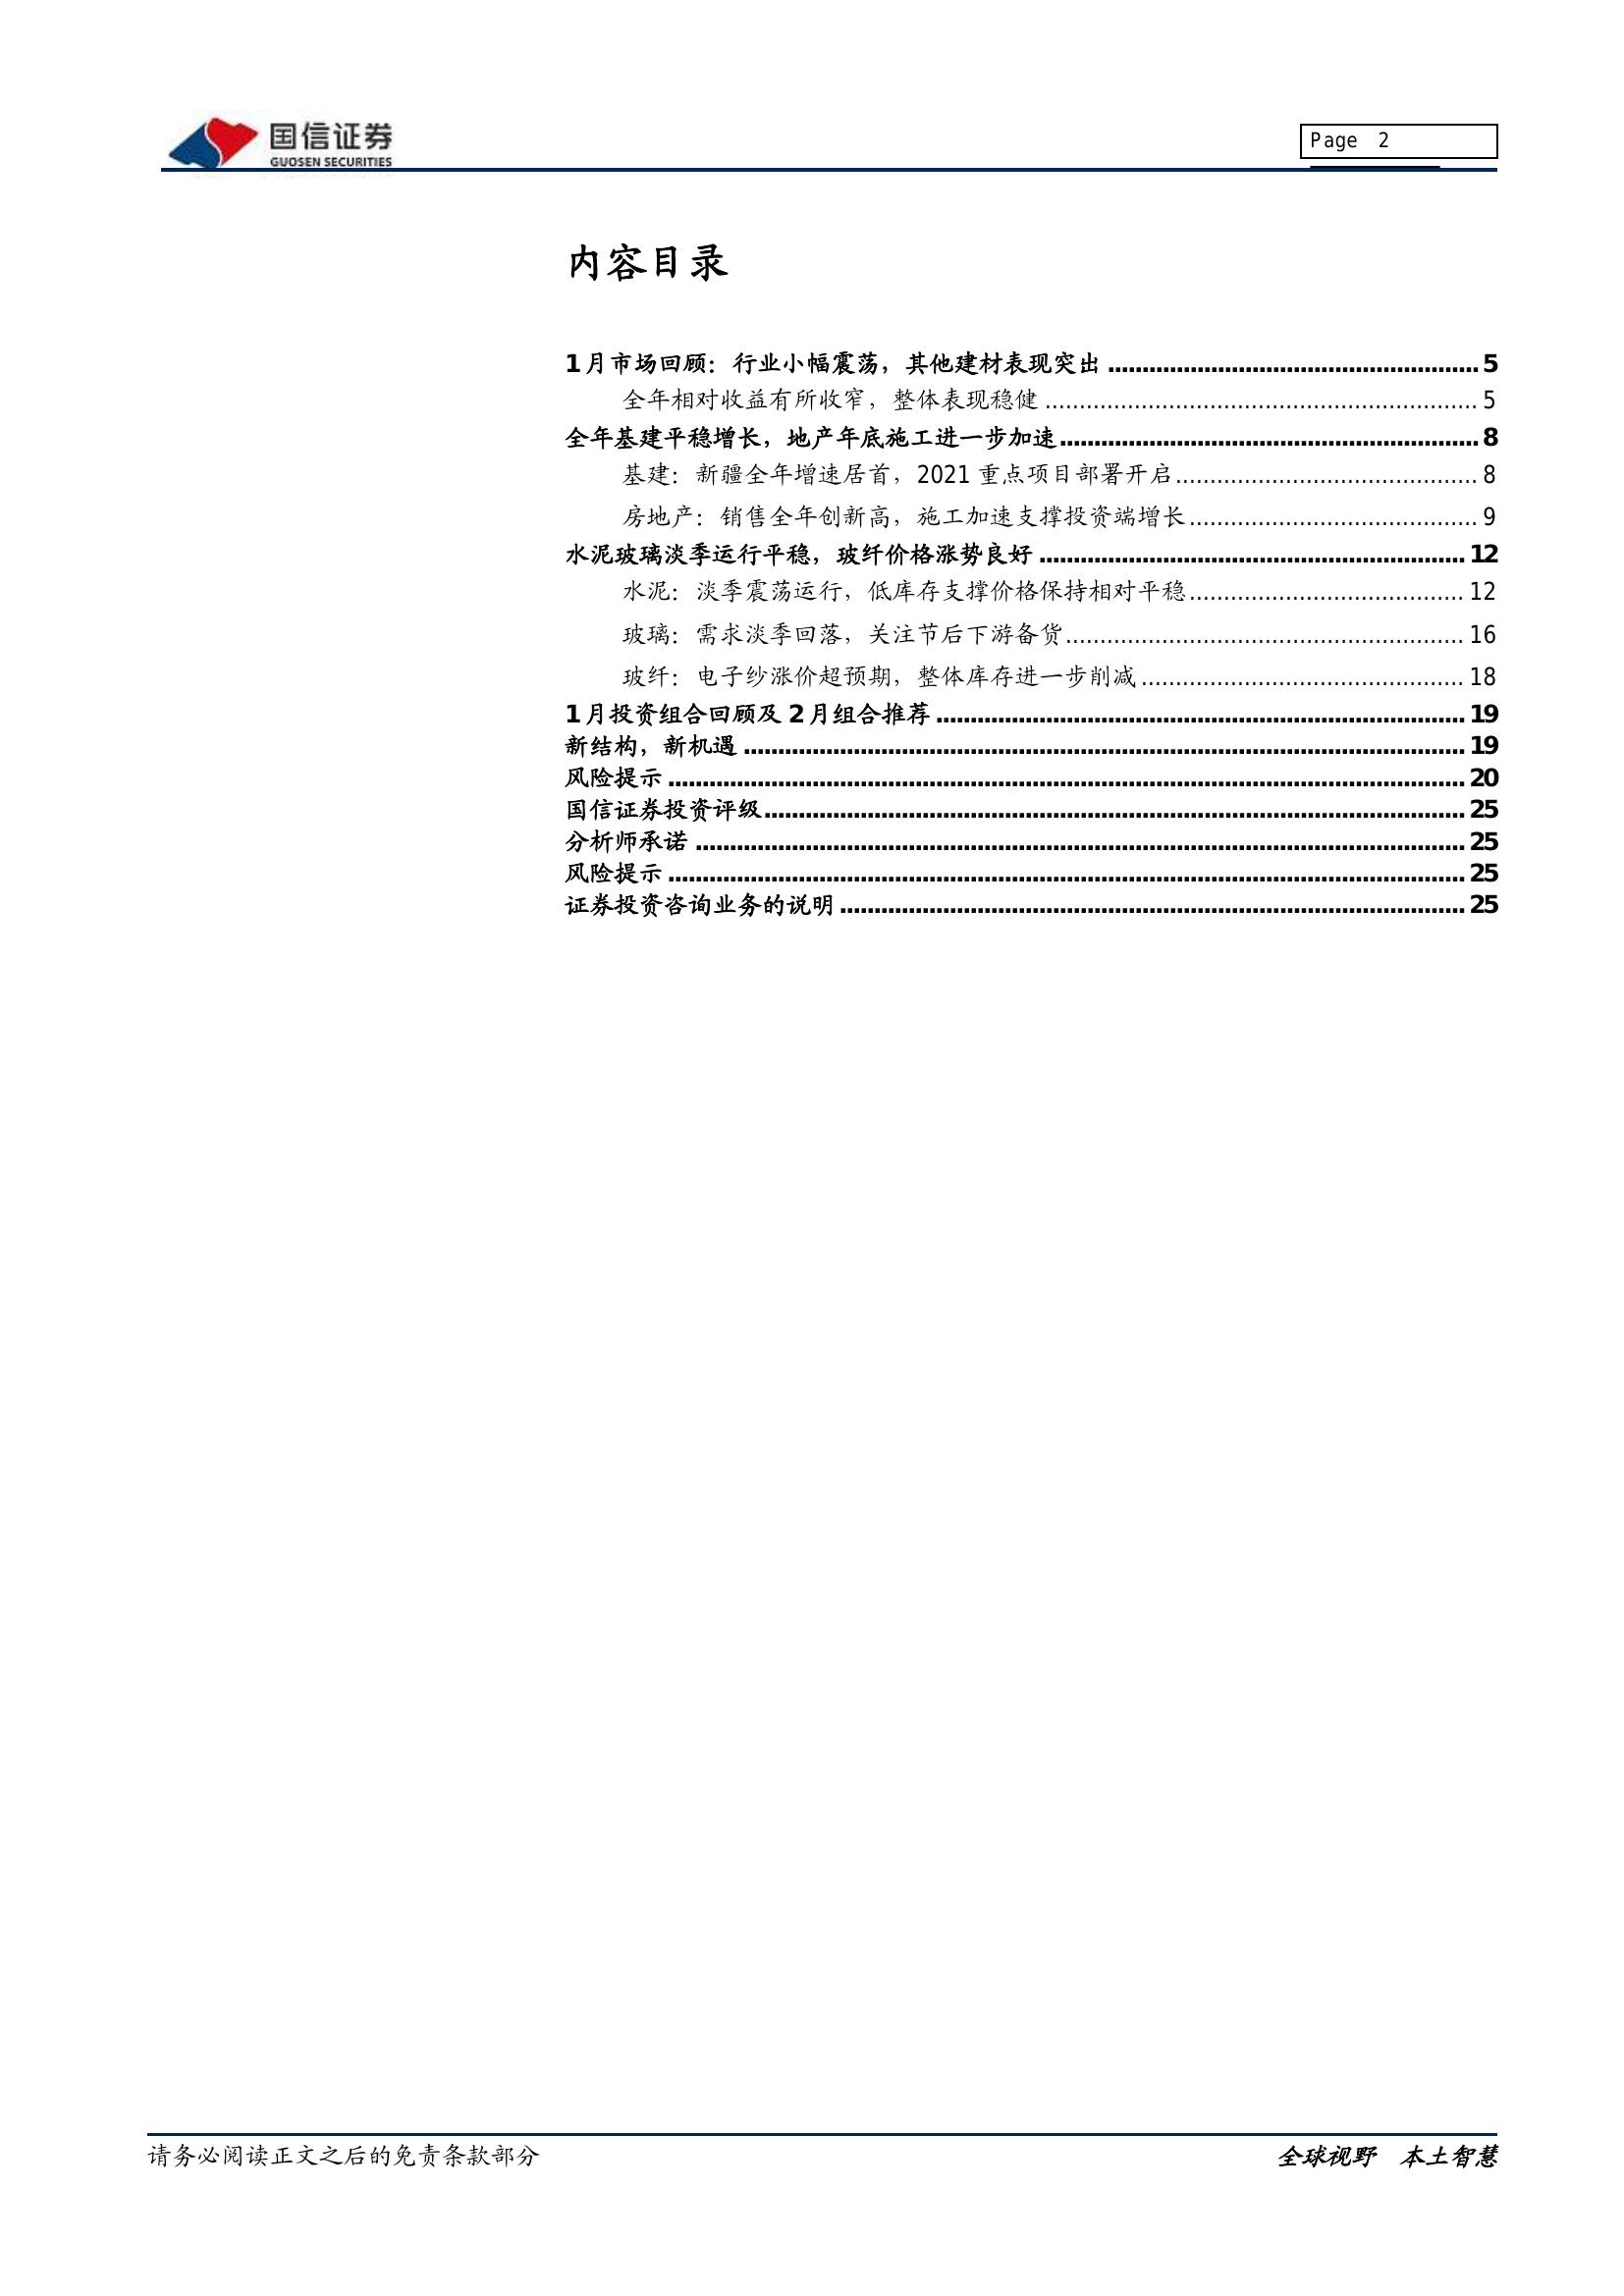 国信证券
GUOSEN SECURITIES
Page 2
内容目录
1 月市场回顾：行业小幅震荡，其他建材表现突出 ...................................................... 5
全年相对收益有所收窄，整体表现稳健 ............................................................... 5
全年基建平稳增长，地产年底施工进一步加速 ............................................................. 8
基建：新疆全年增速居首，2021 重点项目部署开启 ............................................ 8
房地产：销售全年创新高，施工加速支撑投资端增长 .......................................... 9
水泥玻璃淡季运行平稳，玻纤价格涨势良好 .............................................................. 12
水泥：淡季震荡运行，低库存支撑价格保持相对平稳 ........................................ 12
玻璃：需求淡季回落，关注节后下游备货 .......................................................... 16
玻纤：电子纱涨价超预期，整体库存进一步削减 ............................................... 18
1 月投资组合回顾及 2 月组合推荐 ............................................................................. 19
新结构，新机遇 ......................................................................................................... 19
风险提示 .................................................................................................................... 20
国信证券投资评级 ...................................................................................................... 25
分析师承诺 ................................................................................................................ 25
风险提示 .................................................................................................................... 25
证券投资咨询业务的说明 ........................................................................................... 25
请务必阅读正文之后的免责条款部分
全球视野 本土智慧